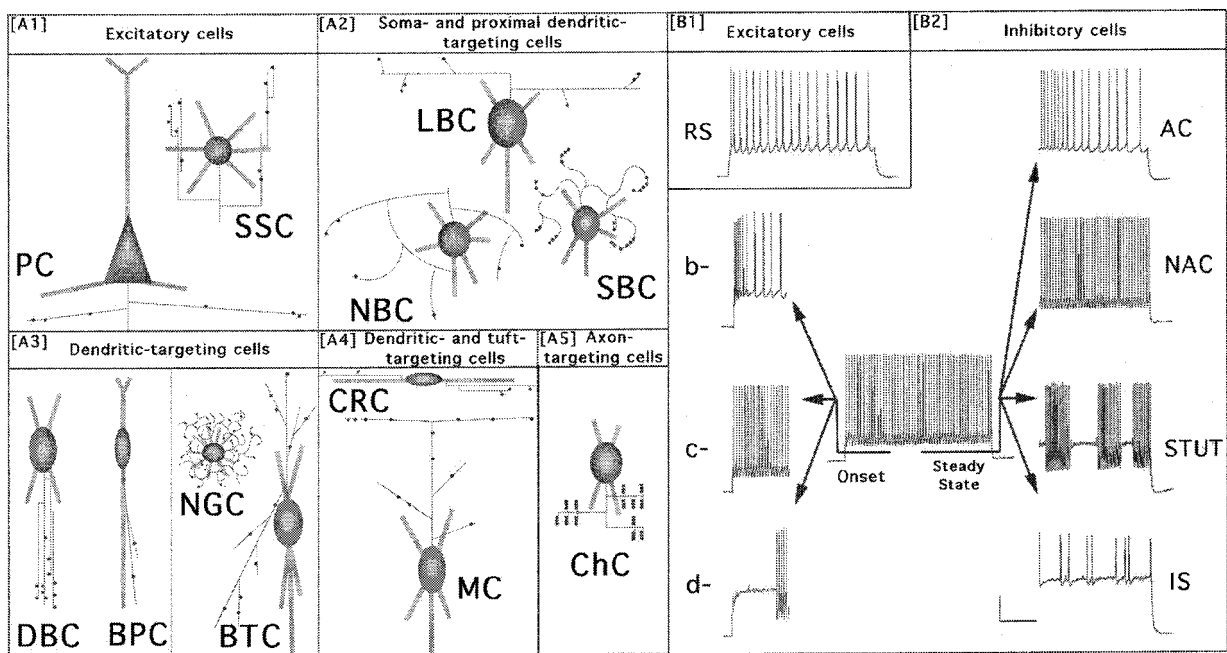 [A1]
Excitatory cells
SSC
PC
[A2]
Soma- and proximal dendritic-
targeting cells
LBC
SBC
NBC
[A3]
Dendritic-targeting cells
DBC
BPC
NGC
BTC
[A4] Dendritic- and tuft-
targeting cells
CRC
MC
[A5] Axon-
targeting cells
ChC
[B1]
Excitatory cells
RS
b-
c-
d-
Onset
Steady
State
[B2]
Inhibitory cells
AC
NAC
STUT
IS